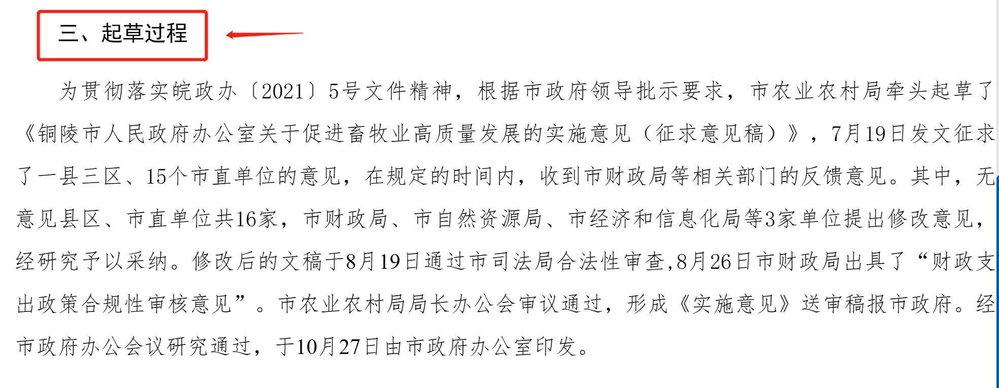 三、起草过程
为贯彻落实皖政办〔2021〕5号文件精神，根据市政府领导批示要求，市农业农村局牵头起草了
《铜陵市人民政府办公室关于促进畜牧业高质量发展的实施意见（征求意见稿）》，7月19日发文征求
了一县三区、15个市直单位的意见，在规定的时间内，收到市财政局等相关部门的反馈意见。其中，无
意见县区、市直单位共16家，市财政局、市自然资源局、市经济和信息化局等3家单位提出修改意见，
经研究予以采纳。修改后的文稿于8月19日通过市司法局合法性审查,8月26日市财政局出具了“财政支
出政策合规性审核意见”。市农业农村局局长办公会审议通过，形成《实施意见》送审稿报市政府。经
市政府办公会议研究通过，于10月27日由市政府办公室印发。